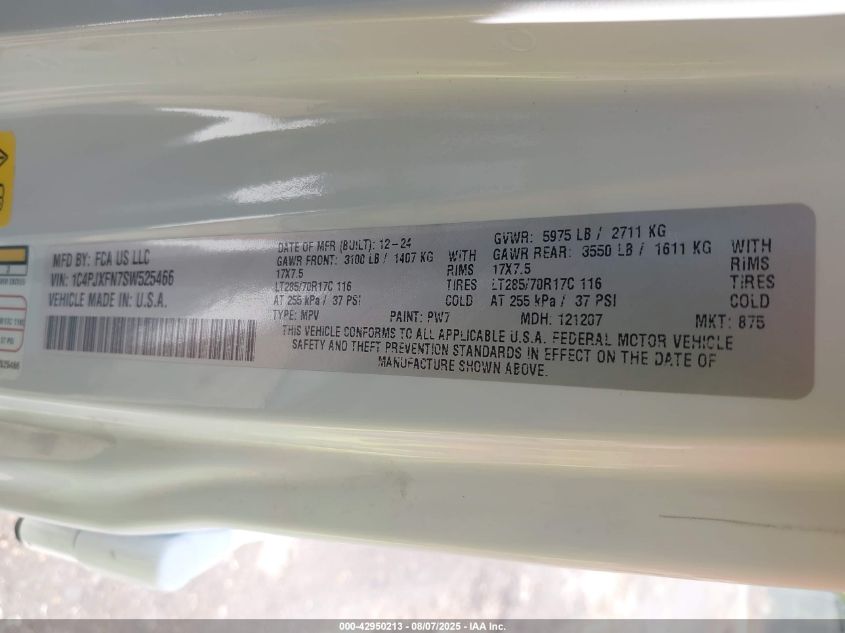 MFD BY: FCA US LLC
VIN: 1C4PJXFN7SW525466
VEHICLE MADE IN: U.S.A.
DATE OF MFR (BUILT): 12-24
GAWR FRONT: 3100 LB / 1407 KG WITH
17X7.5 RIMS
LT285/70R17C 116 TIRES
AT 255 kPa / 37 PSI COLD
TYPE: MPV PAINT: PW7
GVWR: 5975 LB / 2711 KG
GAWR REAR: 3550 LB / 1611 KG WITH
17X7.5 RIMS
LT285/70R17C 116 TIRES
AT 255 kPa / 37 PSI COLD
MDH: 121207 MKT: 875
THIS VEHICLE CONFORMS TO ALL APPLICABLE U.S.A. FEDERAL MOTOR VEHICLE
SAFETY AND THEFT PREVENTION STANDARDS IN EFFECT ON THE DATE OF
MANUFACTURE SHOWN ABOVE.
37 PSI
000-42950213 - 08/07/2025 - IAA Inc.